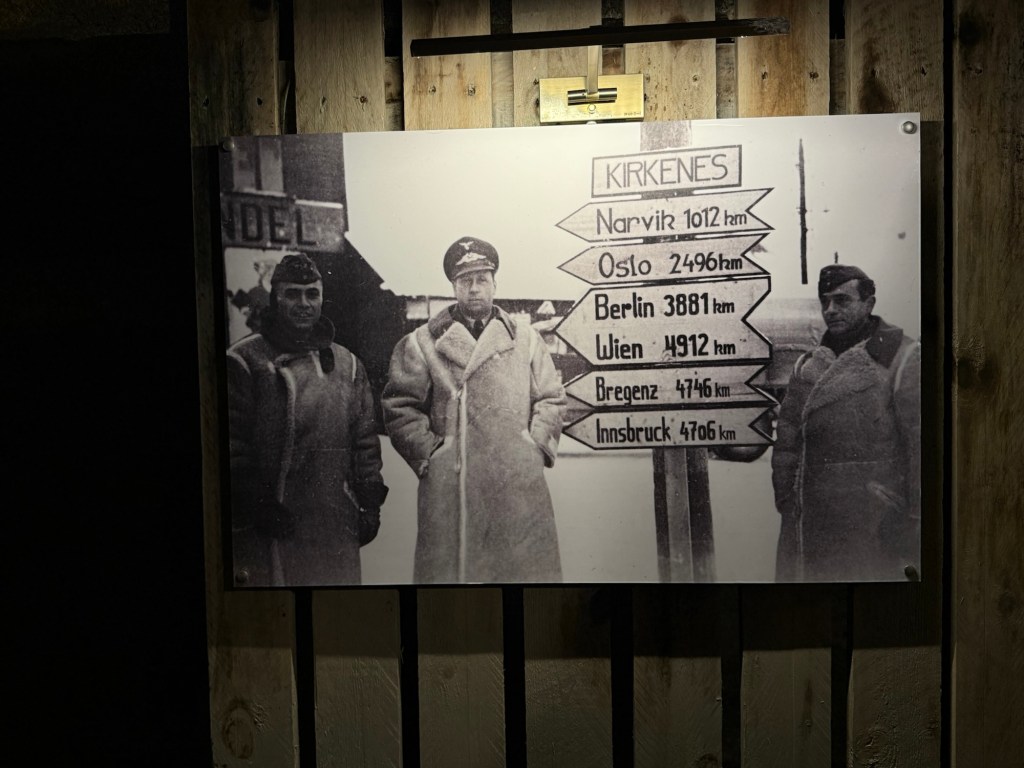 NDEL
KIRKENES
Narvik 1012 km
Oslo 2496 km
Berlin 3881 km
Wien 4912 km
Bregenz 4746 km
Innsbruck 4706 km